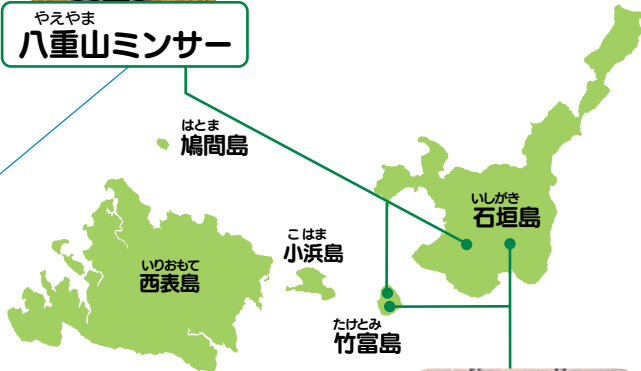 やえやま
八重山ミンサー
はとま
鳩間島
いしがき
石垣島
こはま
小浜島
いりおもて
西表島
たけとみ
竹富島